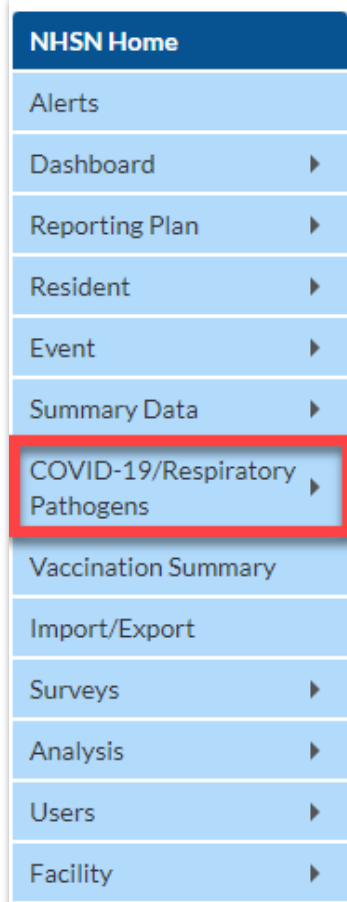 NHSN Home
Alerts
Dashboard
Reporting Plan
Resident
Event
Summary Data
COVID-19/Respiratory
Pathogens
Vaccination Summary
Import/Export
Surveys
Analysis
Users
Facility